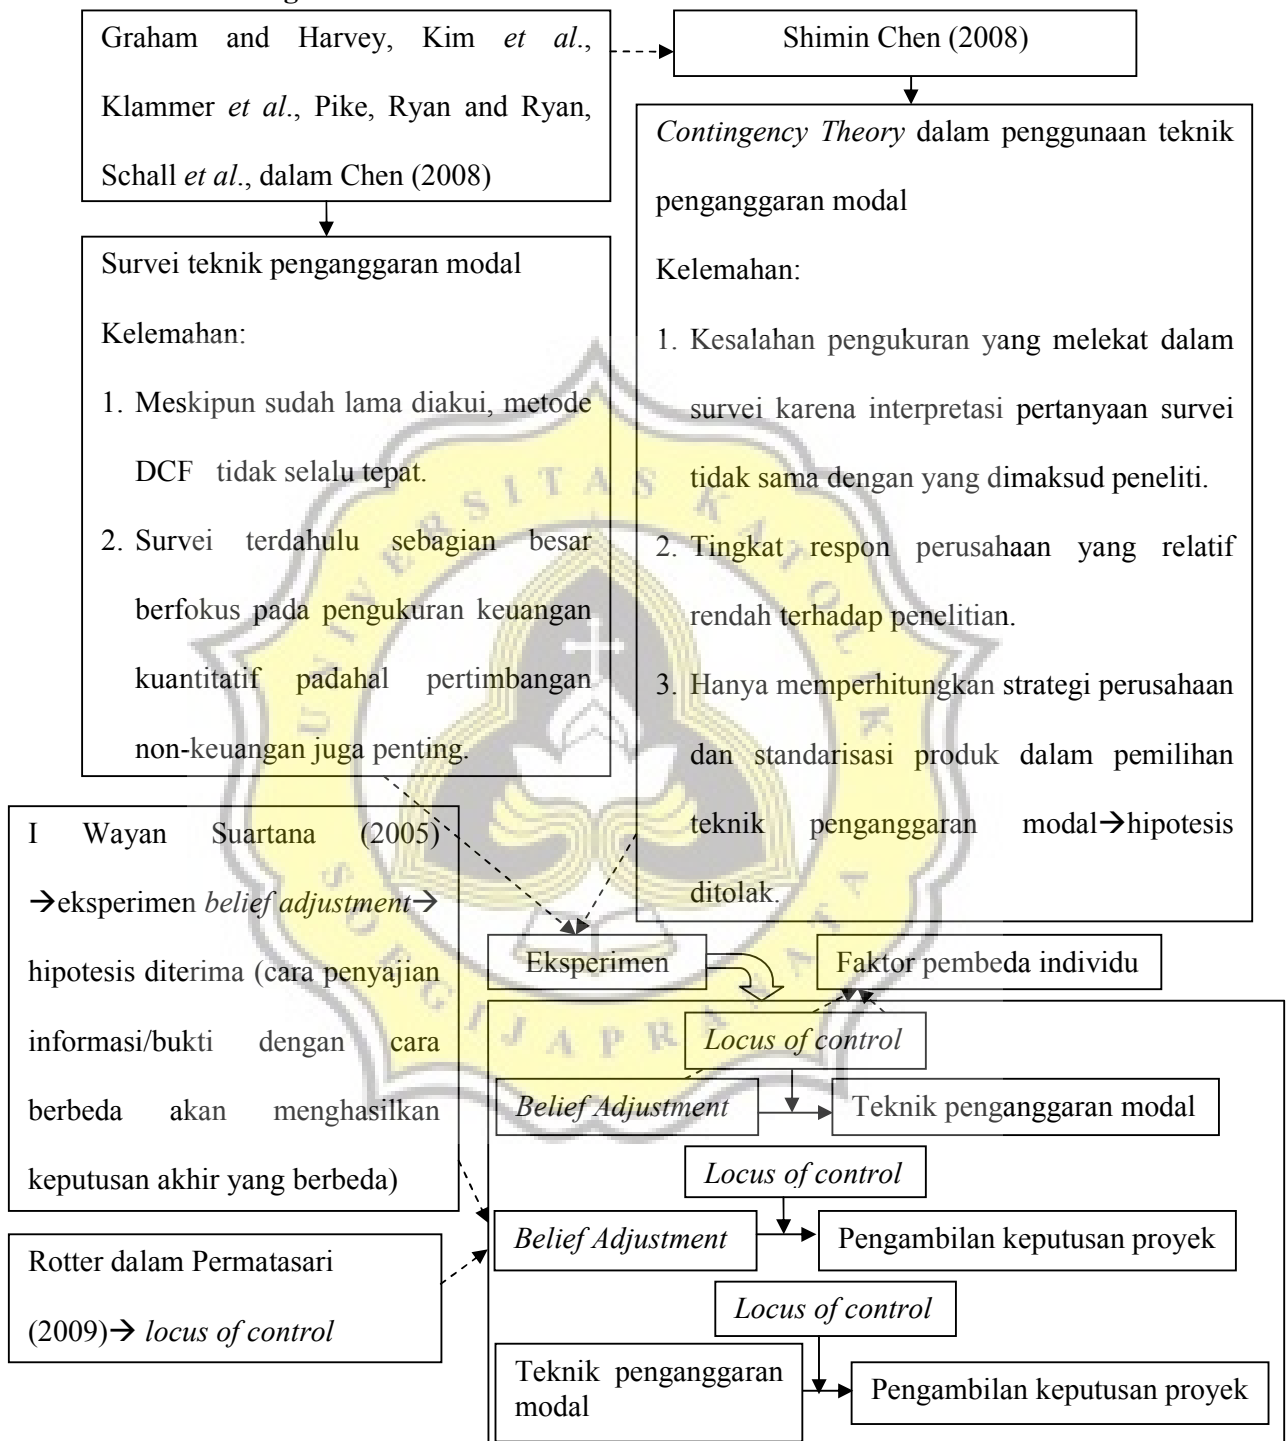 Graham and Harvey, Kim et al.,
Klammer et al., Pike, Ryan and Ryan,
Schall et al., dalam Chen (2008)
Shimin Chen (2008)
Survei teknik penganggaran modal
Kelemahan:
1. Meskipun sudah lama diakui, metode
DCF tidak selalu tepat.
2. Survei terdahulu sebagian besar
berfokus pada pengukuran keuangan
kuantitatif padahal pertimbangan
non-keuangan juga penting.
Contingency Theory dalam penggunaan teknik
penganggaran modal
Kelemahan:
1. Kesalahan pengukuran yang melekat dalam
survei karena interpretasi pertanyaan survei
tidak sama dengan yang dimaksud peneliti.
2. Tingkat respon perusahaan yang relatif
rendah terhadap penelitian.
3. Hanya memperhitungkan strategi perusahaan
dan standarisasi produk dalam pemilihan
teknik penganggaran modal→hipotesis
ditolak.
I Wayan Suartana (2005)
→eksperimen belief adjustment→
hipotesis diterima (cara penyajian
informasi/bukti dengan cara
berbeda akan menghasilkan
keputusan akhir yang berbeda)
Rotter dalam Permatasari
(2009)→ locus of control
Eksperimen
Faktor pembeda individu
Locus of control
Belief Adjustment
Teknik penganggaran modal
Locus of control
Belief Adjustment
Pengambilan keputusan proyek
Locus of control
Teknik penganggaran
modal
Pengambilan keputusan proyek
UNIVERSITAS KATOLIK
SOEGIJAPRANATA